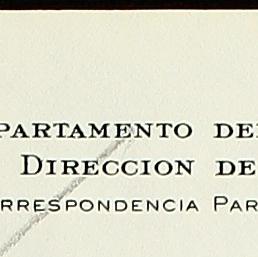 PARTAMENTO DE
DIRECCION DE
RRESPONDENCIA PAR